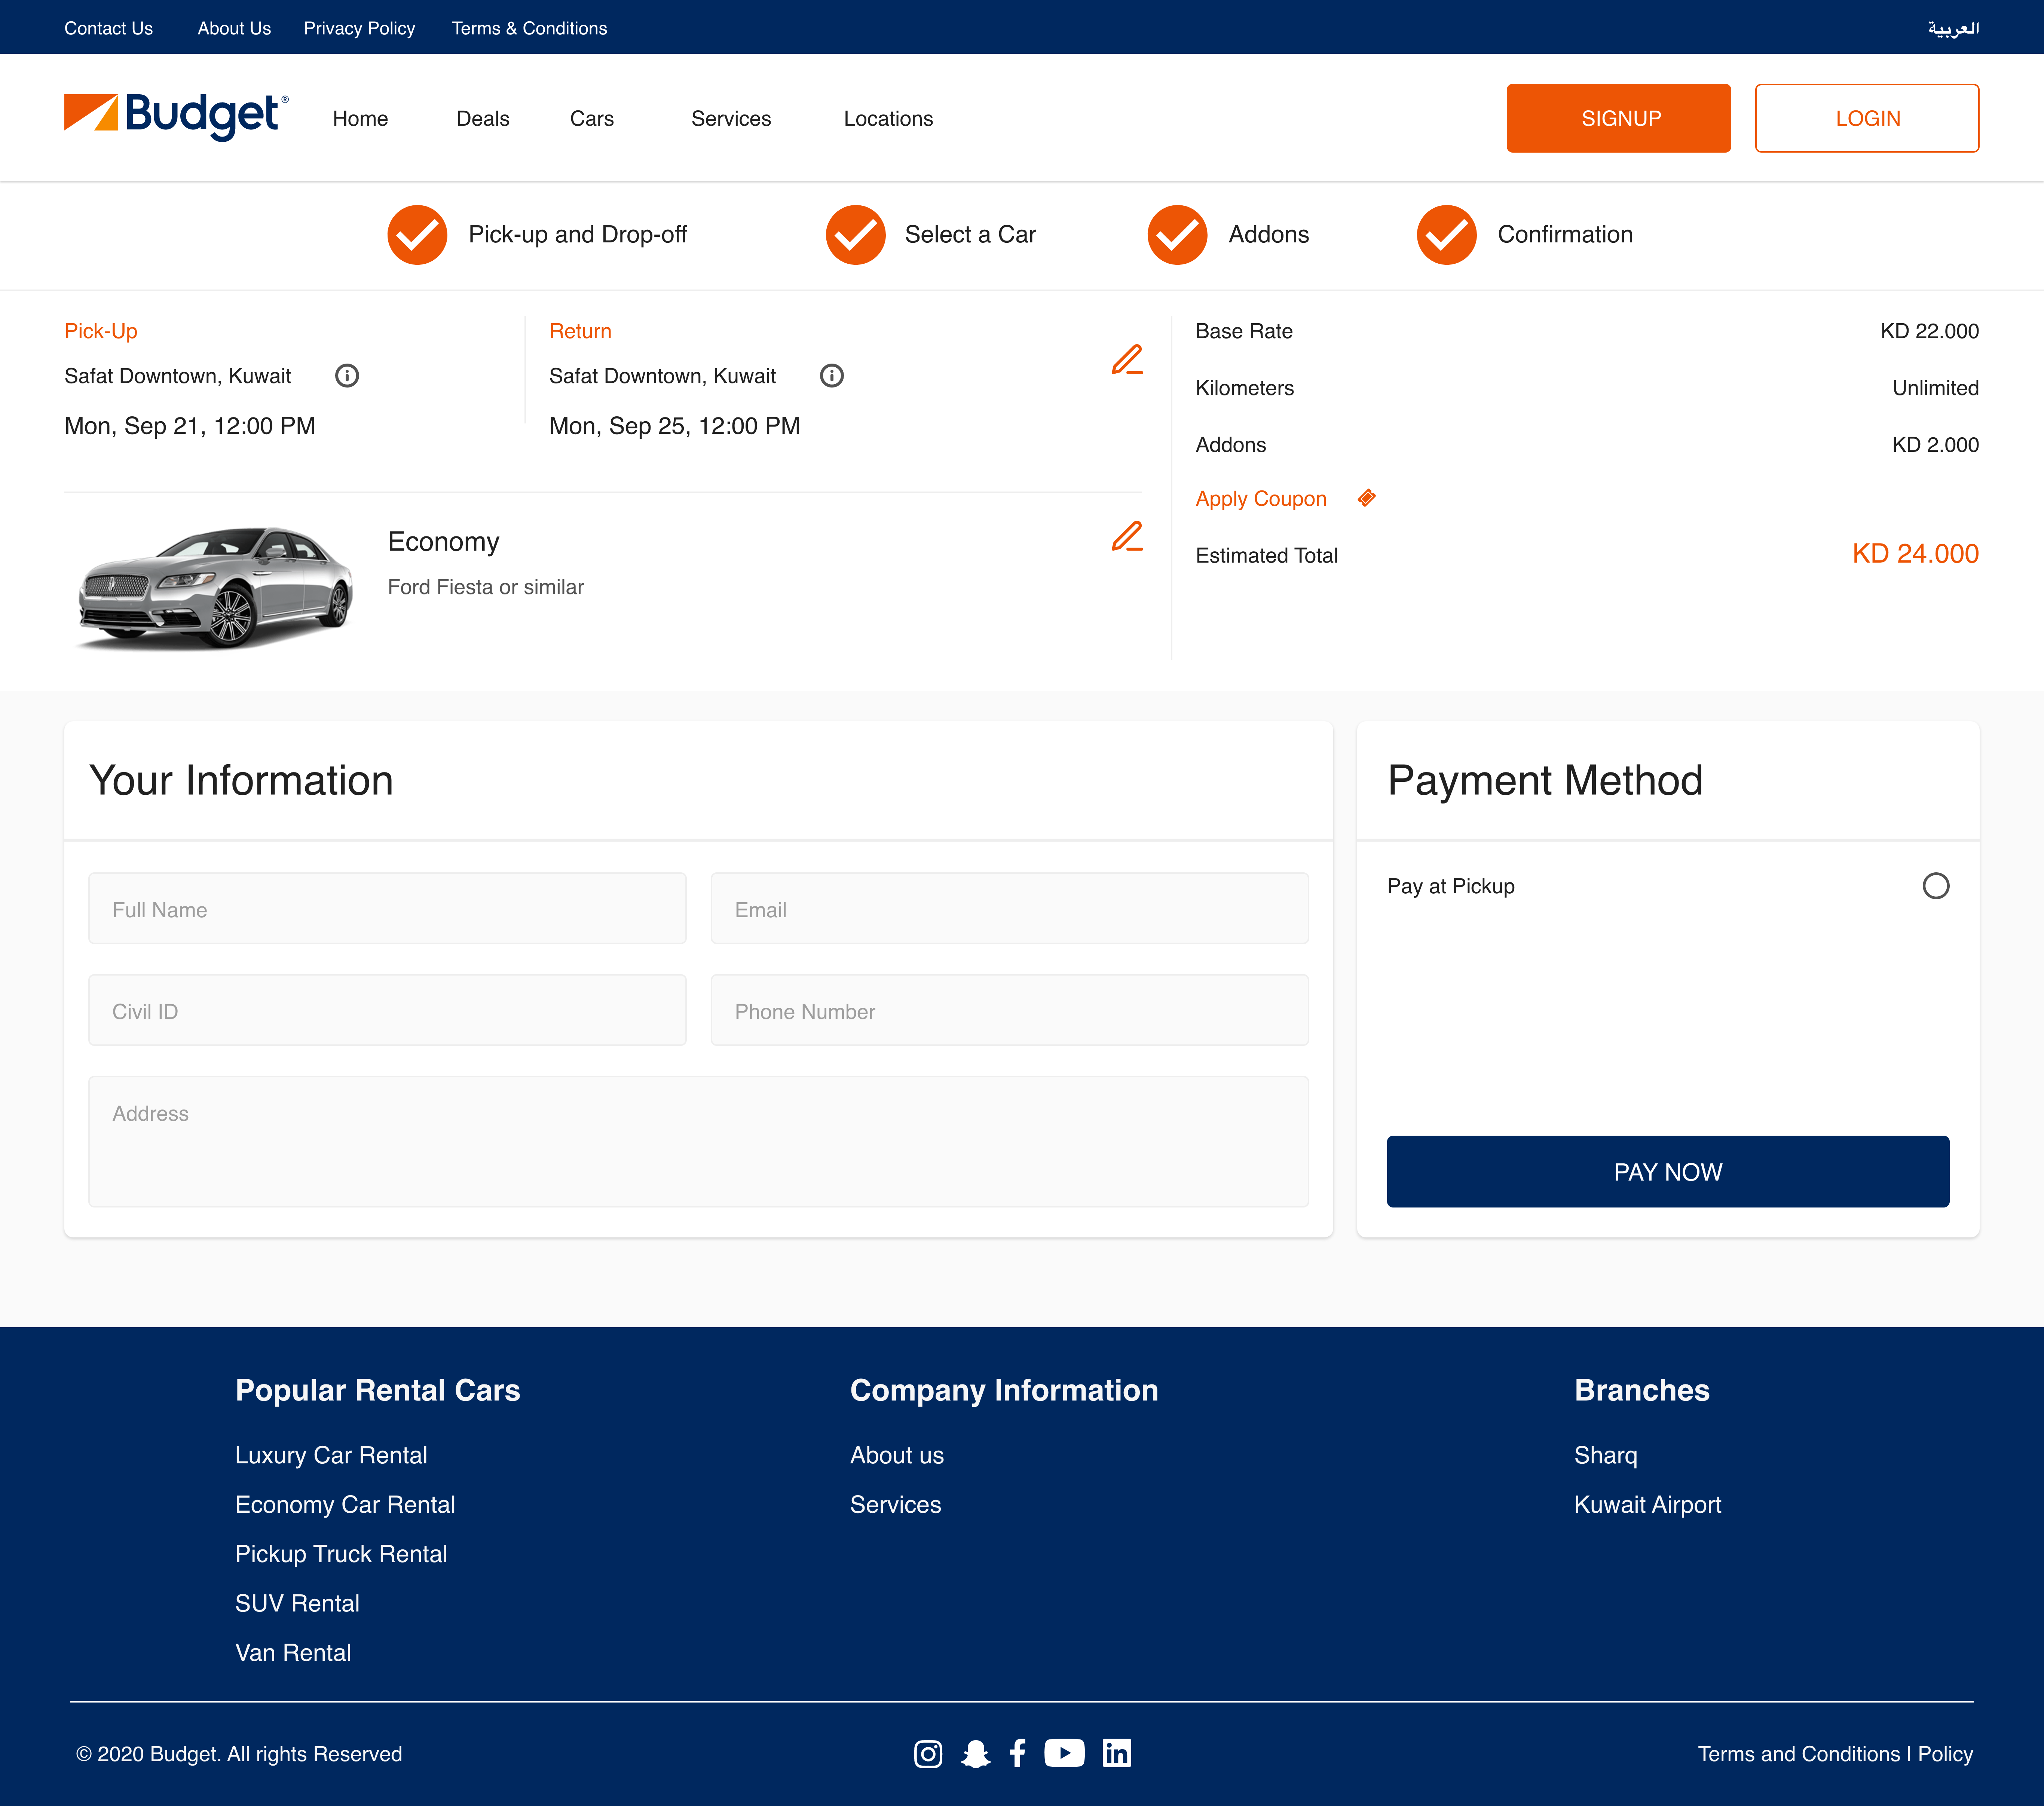 Contact Us About Us Privacy Policy Terms & Conditions العربية
Budget® Home Deals Cars Services Locations SIGNUP LOGIN
Pick-up and Drop-off Select a Car Addons Confirmation
Pick-Up
Safat Downtown, Kuwait
Mon, Sep 21, 12:00 PM
Return
Safat Downtown, Kuwait
Mon, Sep 25, 12:00 PM
Economy
Ford Fiesta or similar
Base Rate KD 22.000
Kilometers Unlimited
Addons KD 2.000
Apply Coupon
Estimated Total KD 24.000
Your Information
Full Name Email
Civil ID Phone Number
Address
Payment Method
Pay at Pickup
PAY NOW
Popular Rental Cars
Luxury Car Rental
Economy Car Rental
Pickup Truck Rental
SUV Rental
Van Rental
Company Information
About us
Services
Branches
Sharq
Kuwait Airport
© 2020 Budget. All rights Reserved Terms and Conditions | Policy